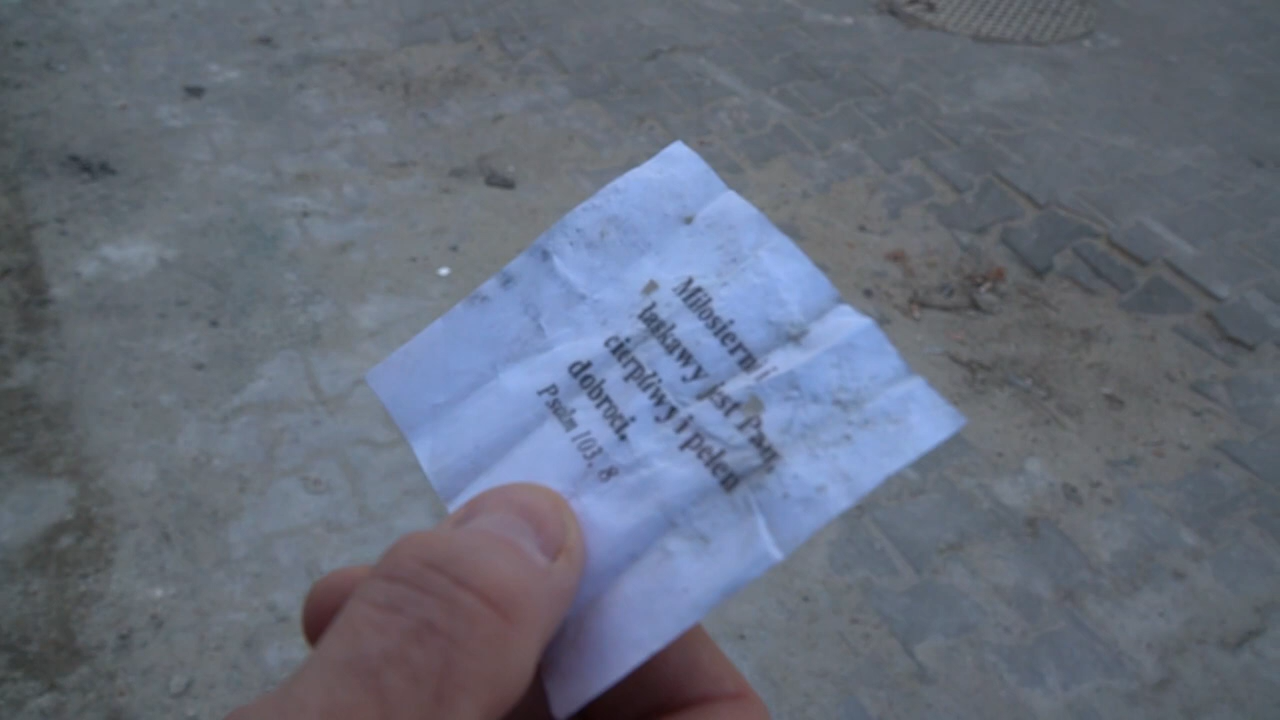 Miłosierny i
łaskawy jest Pan,
cierpliwy i pełen
dobroci.
Psalm 103, 8